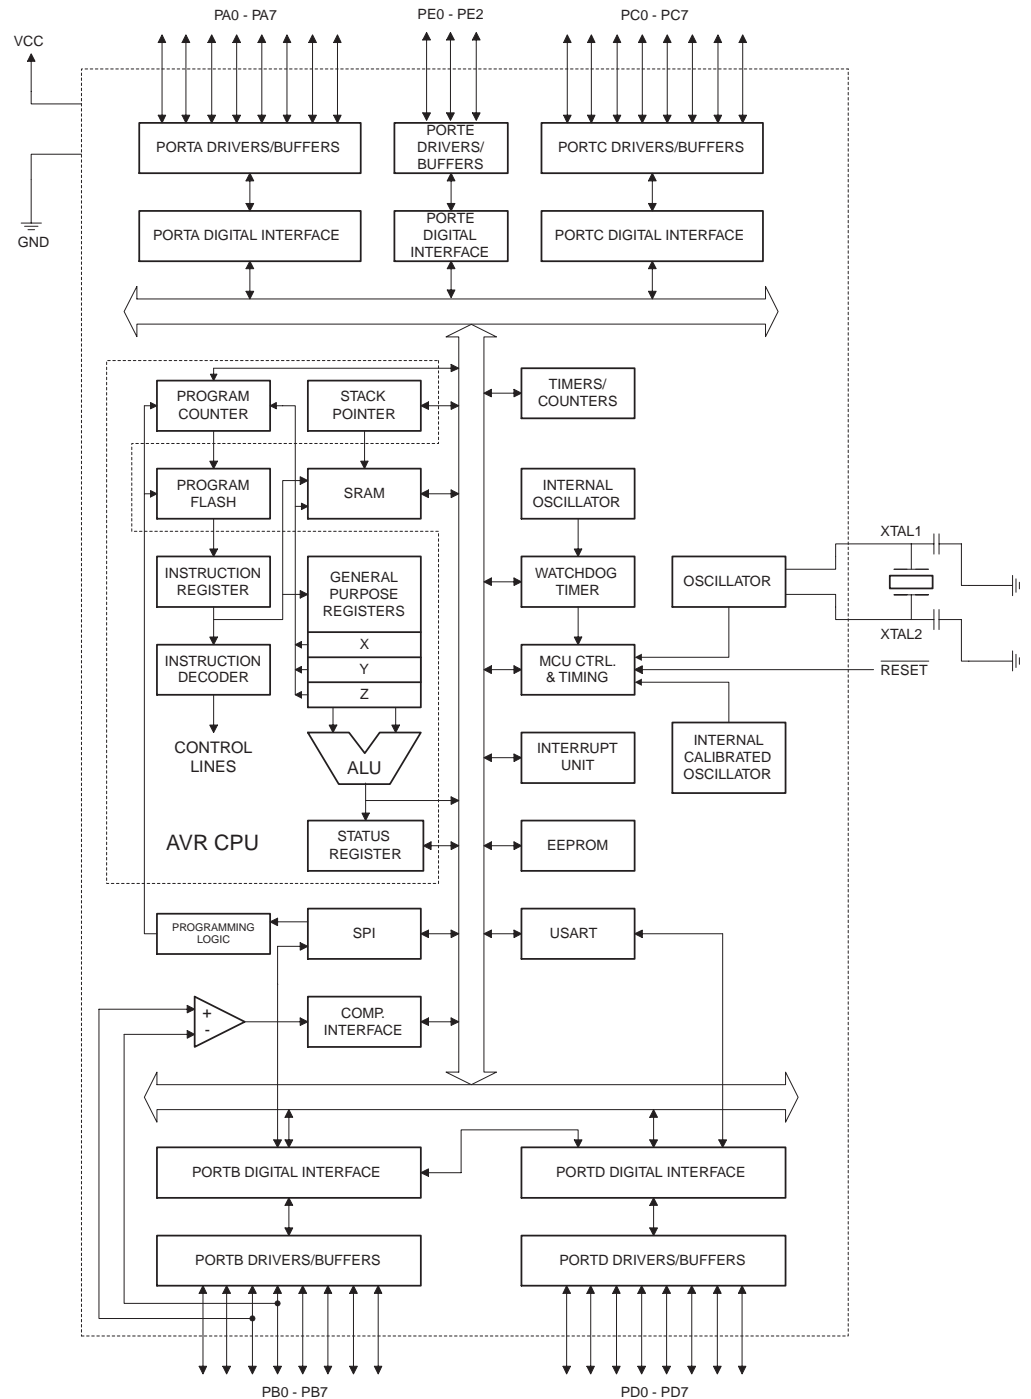 PA0 - PA7
PE0 - PE2
PC0 - PC7
VCC
GND
PORTA DRIVERS/BUFFERS
PORTE
DRIVERS/
BUFFERS
PORTC DRIVERS/BUFFERS
PORTA DIGITAL INTERFACE
PORTE
DIGITAL
INTERFACE
PORTC DIGITAL INTERFACE
PROGRAM
COUNTER
STACK
POINTER
TIMERS/
COUNTERS
PROGRAM
FLASH
SRAM
INTERNAL
OSCILLATOR
XTAL1
INSTRUCTION
REGISTER
GENERAL
PURPOSE
REGISTERS
WATCHDOG
TIMER
OSCILLATOR
XTAL2
X
Y
Z
INSTRUCTION
DECODER
MCU CTRL.
& TIMING
RESET
CONTROL
LINES
ALU
INTERRUPT
UNIT
INTERNAL
CALIBRATED
OSCILLATOR
AVR CPU
STATUS
REGISTER
EEPROM
PROGRAMMING
LOGIC
SPI
USART
+
-
COMP.
INTERFACE
PORTB DIGITAL INTERFACE
PORTD DIGITAL INTERFACE
PORTB DRIVERS/BUFFERS
PORTD DRIVERS/BUFFERS
PB0 - PB7
PD0 - PD7